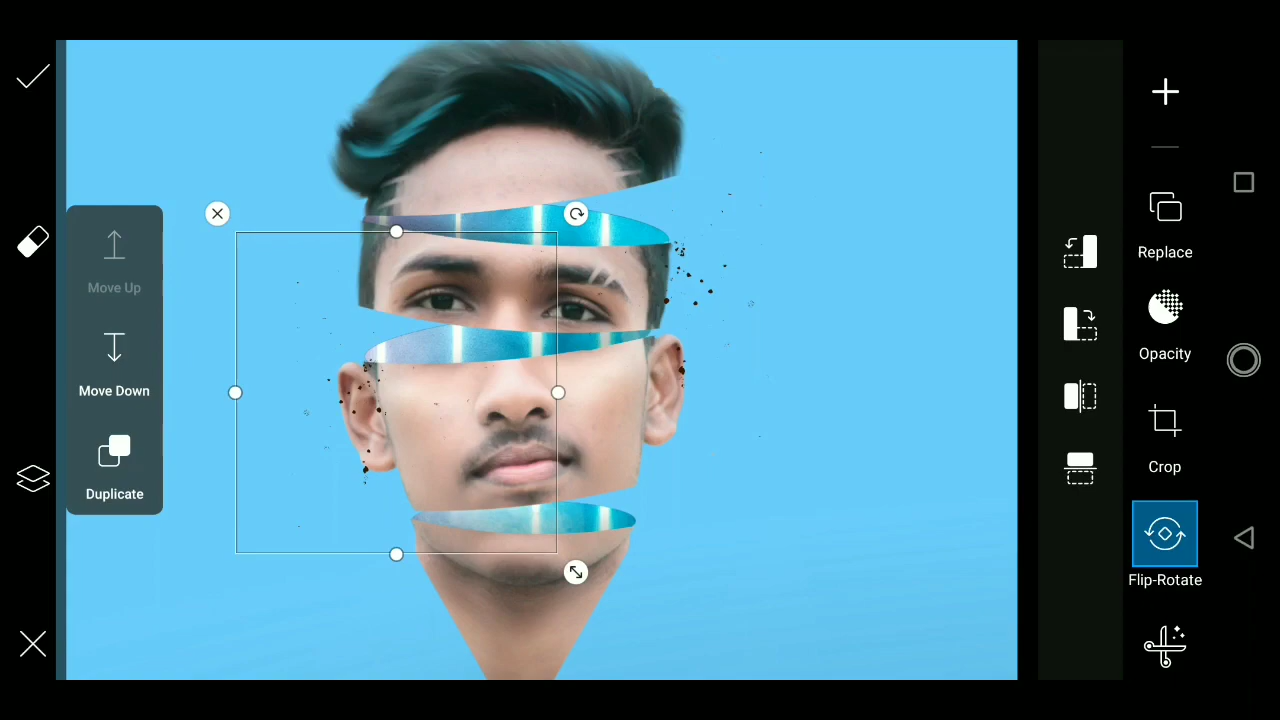 Move Up
Move Down
Duplicate
Replace
Opacity
Crop
Flip-Rotate